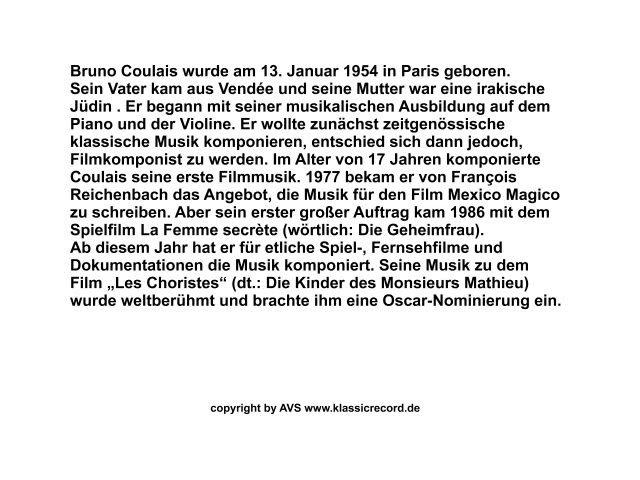 Bruno Coulais wurde am 13. Januar 1954 in Paris geboren.
Sein Vater kam aus Vendée und seine Mutter war eine irakische
Jüdin . Er begann mit seiner musikalischen Ausbildung auf dem
Piano und der Violine. Er wollte zunächst zeitgenössische
klassische Musik komponieren, entschied sich dann jedoch,
Filmkomponist zu werden. Im Alter von 17 Jahren komponierte
Coulais seine erste Filmmusik. 1977 bekam er von François
Reichenbach das Angebot, die Musik für den Film Mexico Magico
zu schreiben. Aber sein erster großer Auftrag kam 1986 mit dem
Spielfilm La Femme secrète (wörtlich: Die Geheimfrau).
Ab diesem Jahr hat er für etliche Spiel-, Fernsehfilme und
Dokumentationen die Musik komponiert. Seine Musik zu dem
Film „Les Choristes“ (dt.: Die Kinder des Monsieurs Mathieu)
wurde weltberühmt und brachte ihm eine Oscar-Nominierung ein.
copyright by AVS www.klassicrecord.de